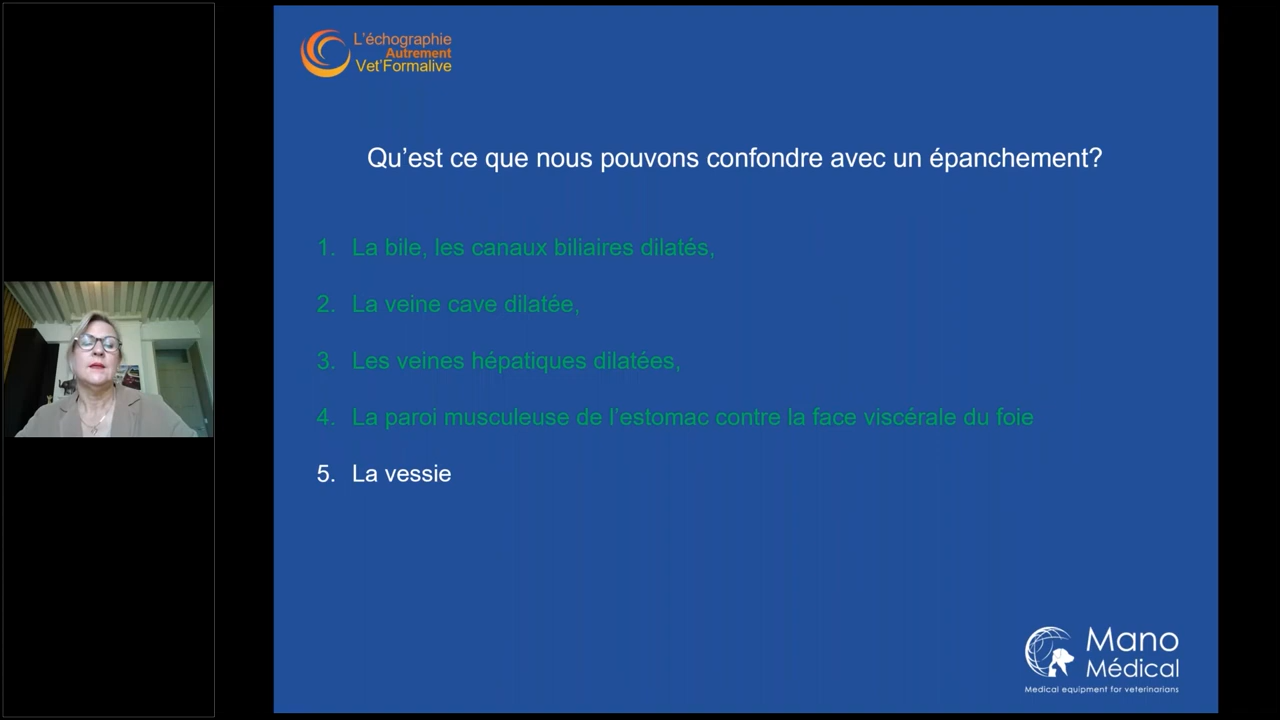 L'échographie
Autrement
Vet'Formalive
Qu'est ce que nous pouvons confondre avec un épanchement?
1. La bile, les canaux biliaires dilatés,
2. La veine cave dilatée,
3. Les veines hépatiques dilatées,
4. La paroi musculeuse de l'estomac contre la face viscérale du foie
5. La vessie
Mano
Médical
Medical equipment for veterinarians